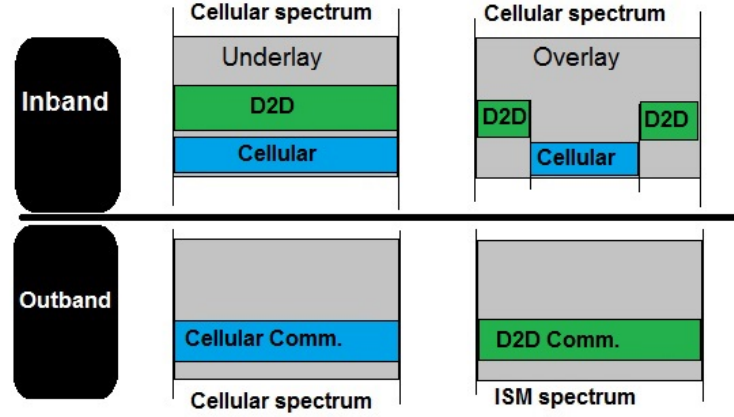 Cellular spectrum
Cellular spectrum
Inband
Underlay
Overlay
D2D
D2D
D2D
Cellular
Cellular
Outband
Cellular Comm.
D2D Comm.
Cellular spectrum
ISM spectrum